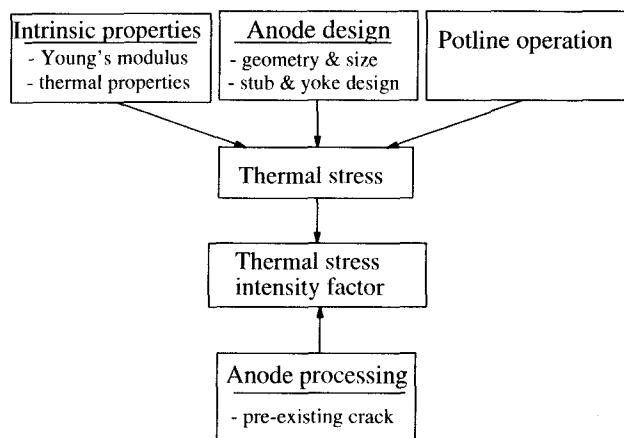 Intrinsic properties
- Young's modulus
- thermal properties
Anode design
- geometry & size
- stub & yoke design
Potline operation
Thermal stress
Thermal stress
intensity factor
Anode processing
- pre-existing crack